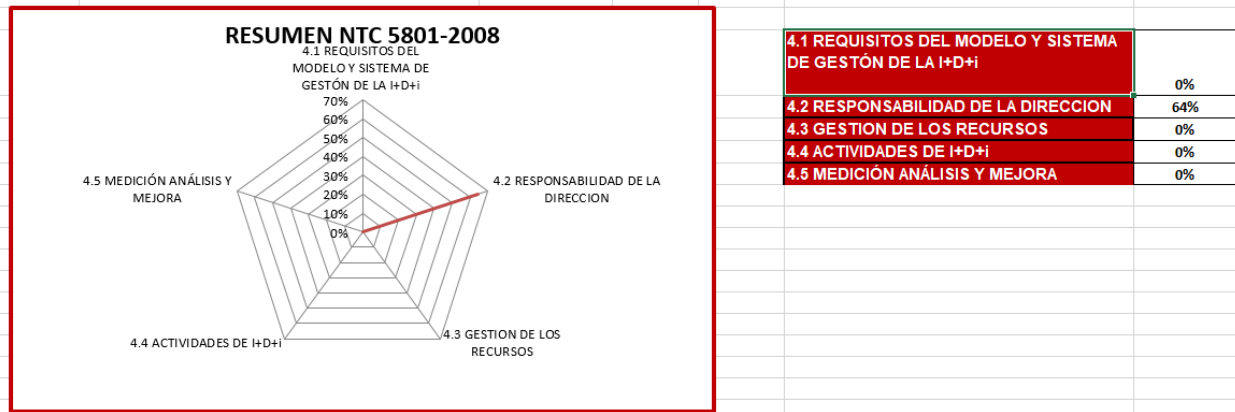 RESUMEN NTC 5801-2008
4.1 REQUISITOS DEL
MODELO Y SISTEMA DE
GESTÓN DE LA I+D+i
70%
60%
50%
40%
30%
20%
10%
0%
4.2 RESPONSABILIDAD DE LA
DIRECCION
4.3 GESTION DE LOS
RECURSOS
4.4 ACTIVIDADES DE I+D+i
4.5 MEDICIÓN ANÁLISIS Y
MEJORA
4.1 REQUISITOS DEL MODELO Y SISTEMA
DE GESTÓN DE LA I+D+i
0%
4.2 RESPONSABILIDAD DE LA DIRECCION 64%
4.3 GESTION DE LOS RECURSOS 0%
4.4 ACTIVIDADES DE I+D+i 0%
4.5 MEDICIÓN ANÁLISIS Y MEJORA 0%